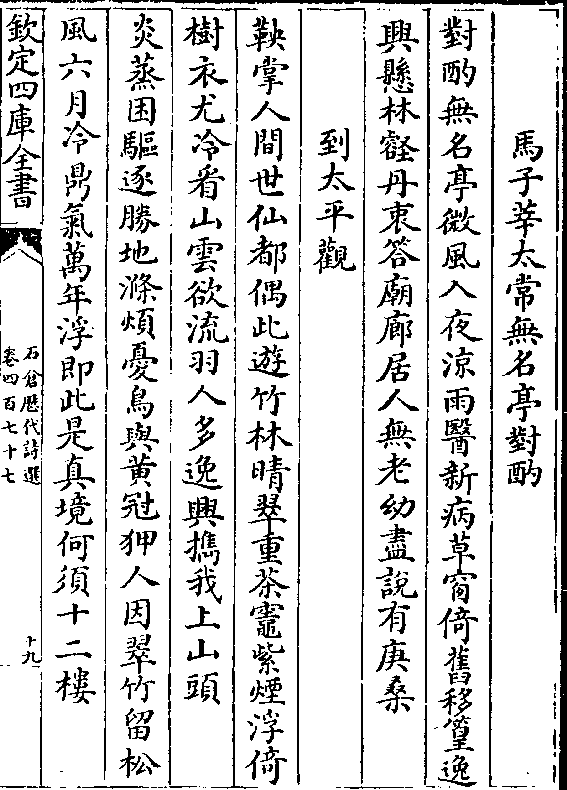 馬子莘太常無名亭對酌
對酌無名亭微風入夜涼雨醫新病草窗倚舊移篁逸
興懸林壑丹衷答廟廊居人無老幼盡說有庚桑
到太平觀
鞅掌人間世仙都偶此遊竹林晴翠重茶竈紫煙浮倚
樹衣尤冷看山雲欲流羽人多逸興攜我上山頭
炎蒸困驅逐勝地滌煩憂鳥與黃冠狎人因翠竹留松
風六月冷鼎氣萬年浮即此是真境何須十二樓
欽定四庫全書
石倉歷代詩選
卷四百七十七
十九